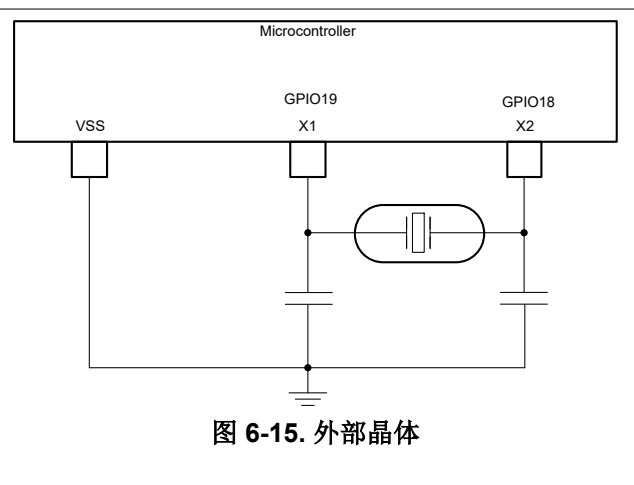 Microcontroller
GPIO19
GPIO18
VSS
X1
X2
图 6-15. 外部晶体